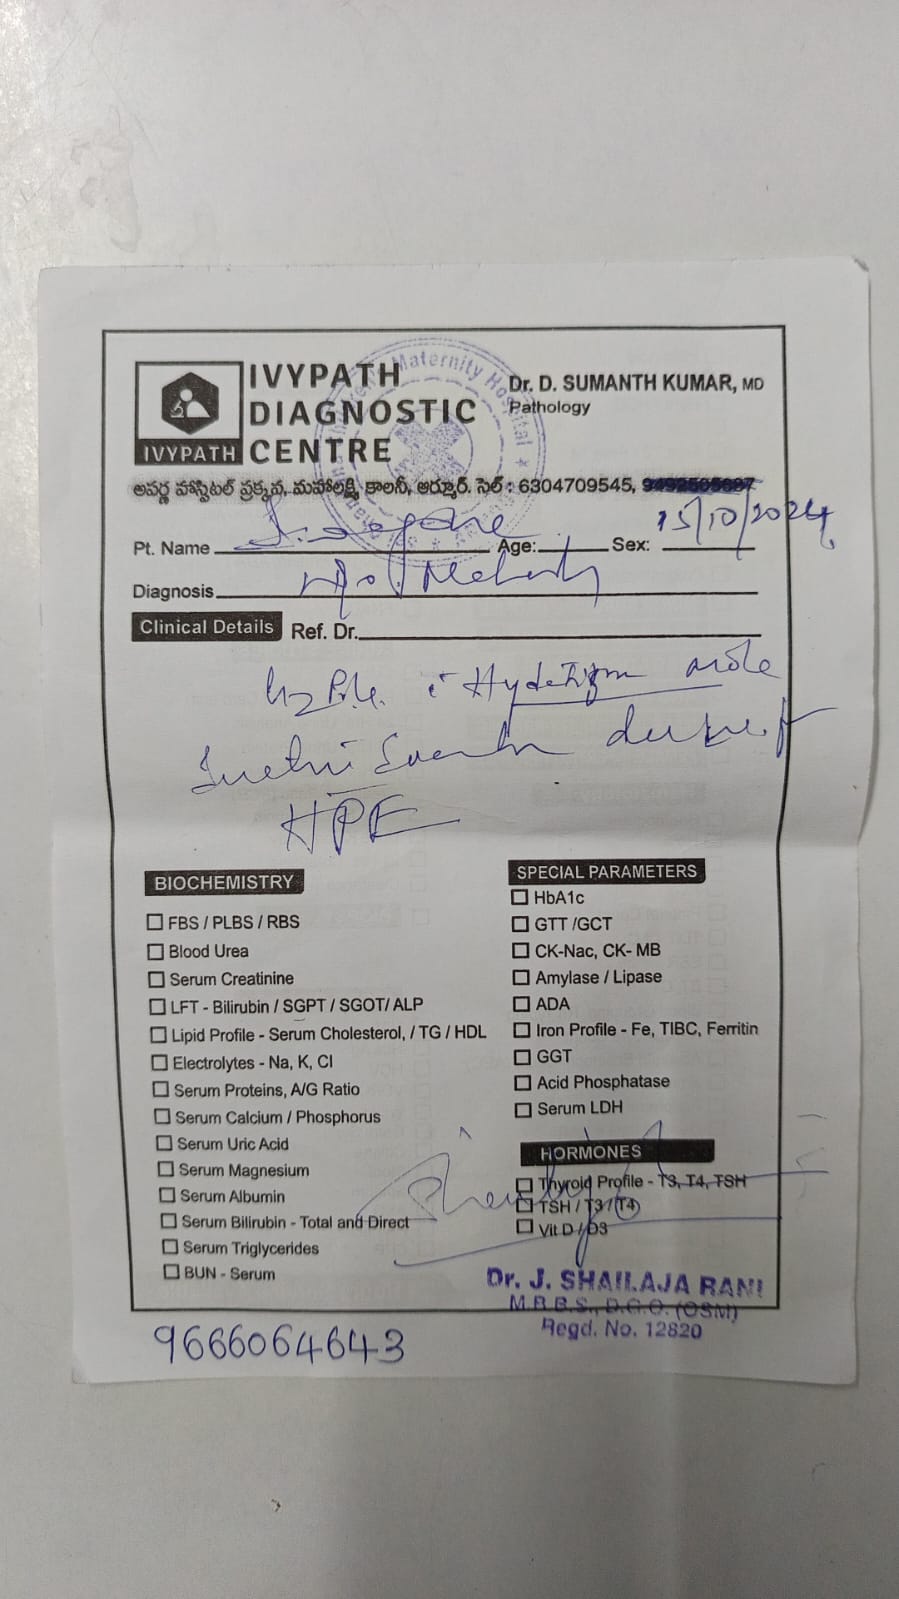 IVYPATH
DIAGNOSTIC
CENTRE
IVYPATH
Maternity Hospital
Dr. D. SUMANTH KUMAR, MD
Pathology
అపర్ణ హాస్పిటల్ ప్రక్కన, మహాలక్ష్మి కాలనీ, ఆర్మూర్. సెల్ : 6304709545,
15/10/2024
Pt. Name Age: Sex:
Diagnosis
Clinical Details Ref. Dr.
mole
HPE
BIOCHEMISTRY
FBS / PLBS / RBS
Blood Urea
Serum Creatinine
LFT - Bilirubin / SGPT / SGOT/ ALP
Lipid Profile - Serum Cholesterol, / TG / HDL
Electrolytes - Na, K, Cl
Serum Proteins, A/G Ratio
Serum Calcium / Phosphorus
Serum Uric Acid
Serum Magnesium
Serum Albumin
Serum Bilirubin - Total and Direct
Serum Triglycerides
BUN - Serum
SPECIAL PARAMETERS
HbA1c
GTT /GCT
CK-Nac, CK- MB
Amylase / Lipase
ADA
Iron Profile - Fe, TIBC, Ferritin
GGT
Acid Phosphatase
Serum LDH
HORMONES
Thyroid Profile - T3, T4, TSH
TSH / T3 / T4
Vit D / D3
Dr. J. SHAILAJA RANI
M.B.B.S., D.G.O. (OSM)
Regd. No. 12820
9666064643